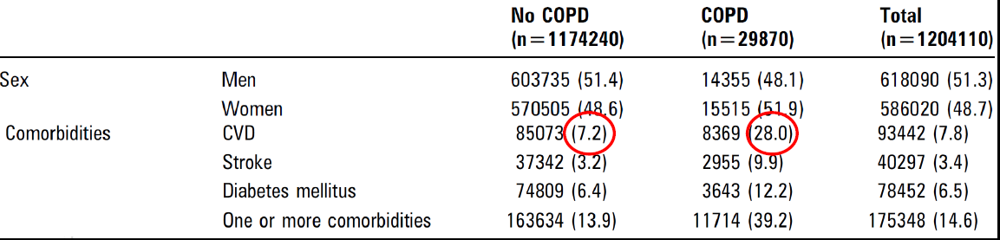 No COPD COPD Total
(n=1174240) (n=29870) (n=1204110)
Sex Men 603735 (51.4) 14355 (48.1) 618090 (51.3)
Women 570505 (48.6) 15515 (51.9) 586020 (48.7)
Comorbidities CVD 85073 (7.2) 8369 (28.0) 93442 (7.8)
Stroke 37342 (3.2) 2955 (9.9) 40297 (3.4)
Diabetes mellitus 74809 (6.4) 3643 (12.2) 78452 (6.5)
One or more comorbidities 163634 (13.9) 11714 (39.2) 175348 (14.6)